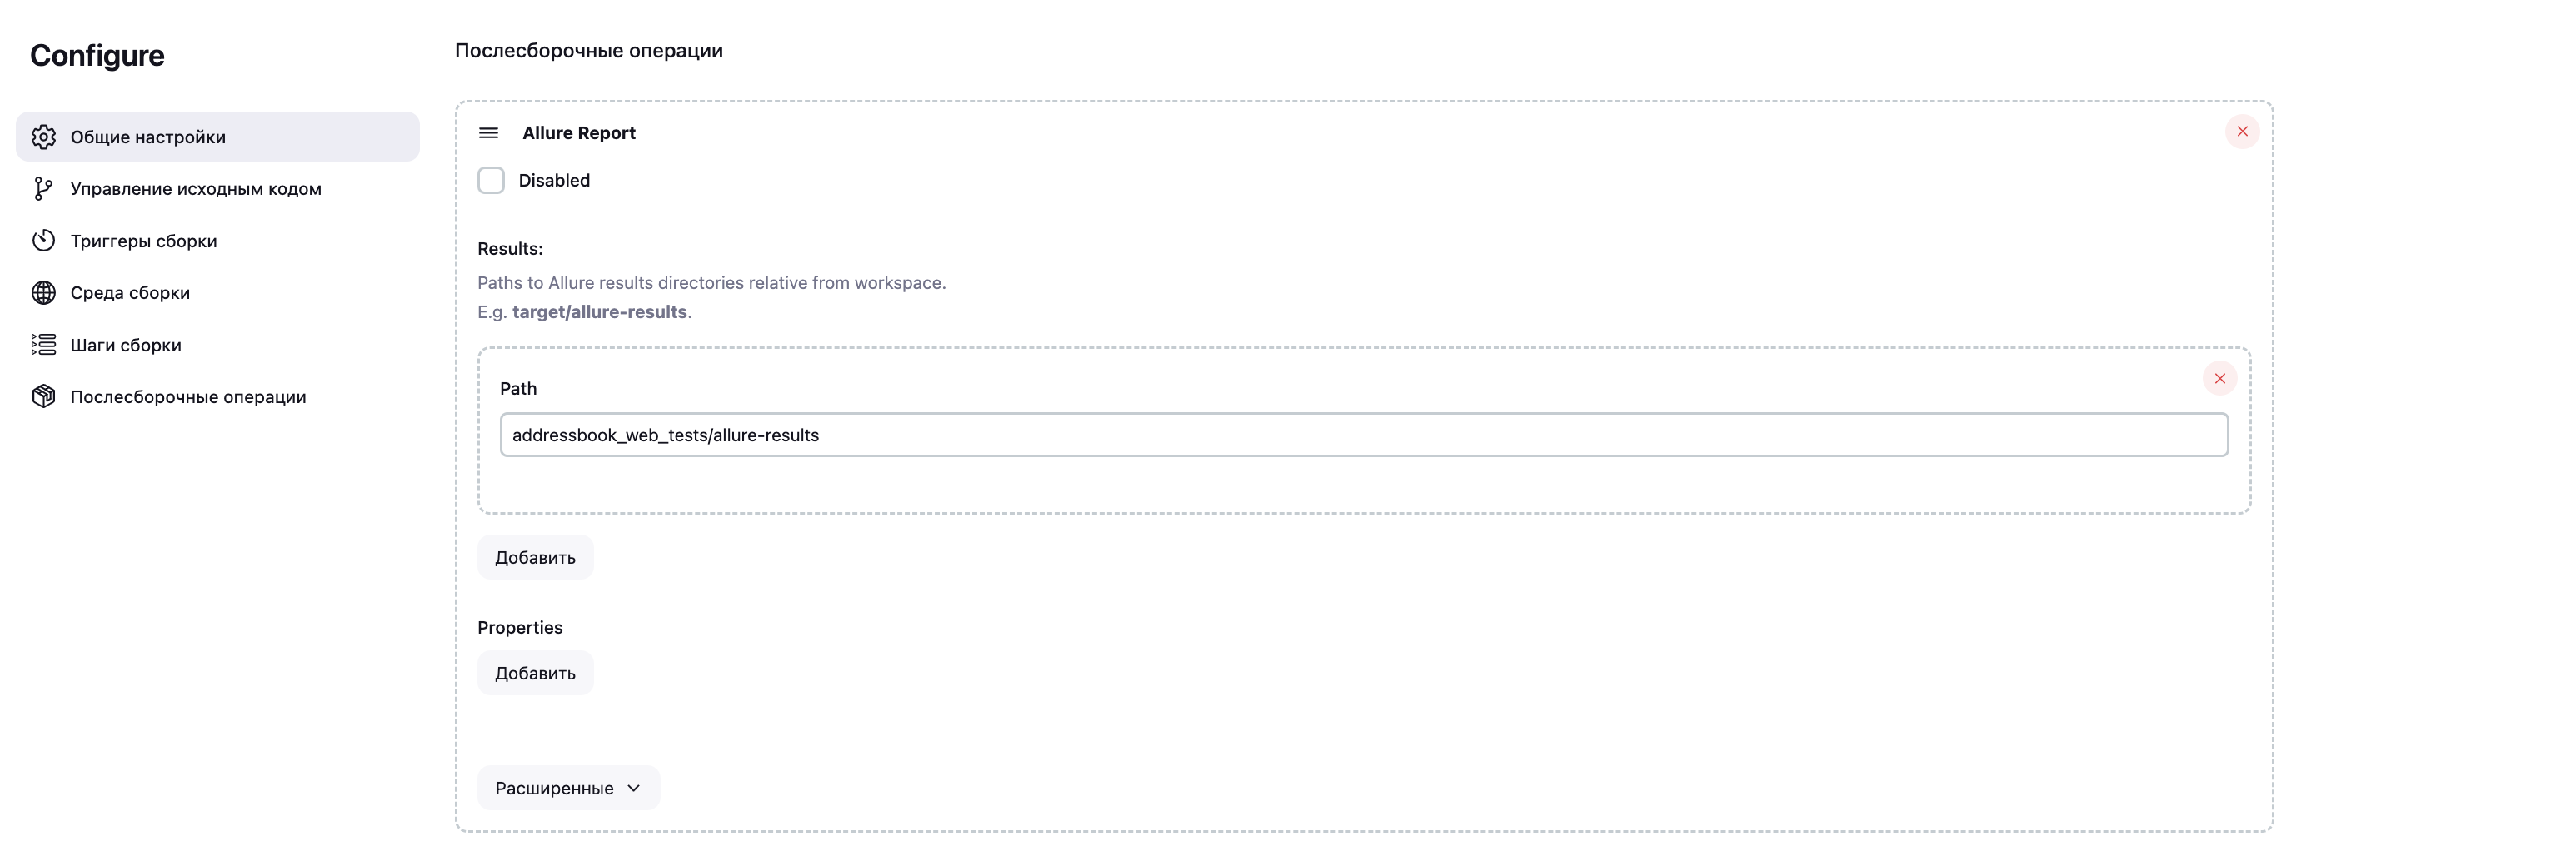 Configure
Общие настройки
Управление исходным кодом
Триггеры сборки
Среда сборки
Шаги сборки
Послесборочные операции
Послесборочные операции
Allure Report
Disabled
Results:
Paths to Allure results directories relative from workspace.
E.g. target/allure-results.
Path
addressbook_web_tests/allure-results
Добавить
Properties
Добавить
Расширенные